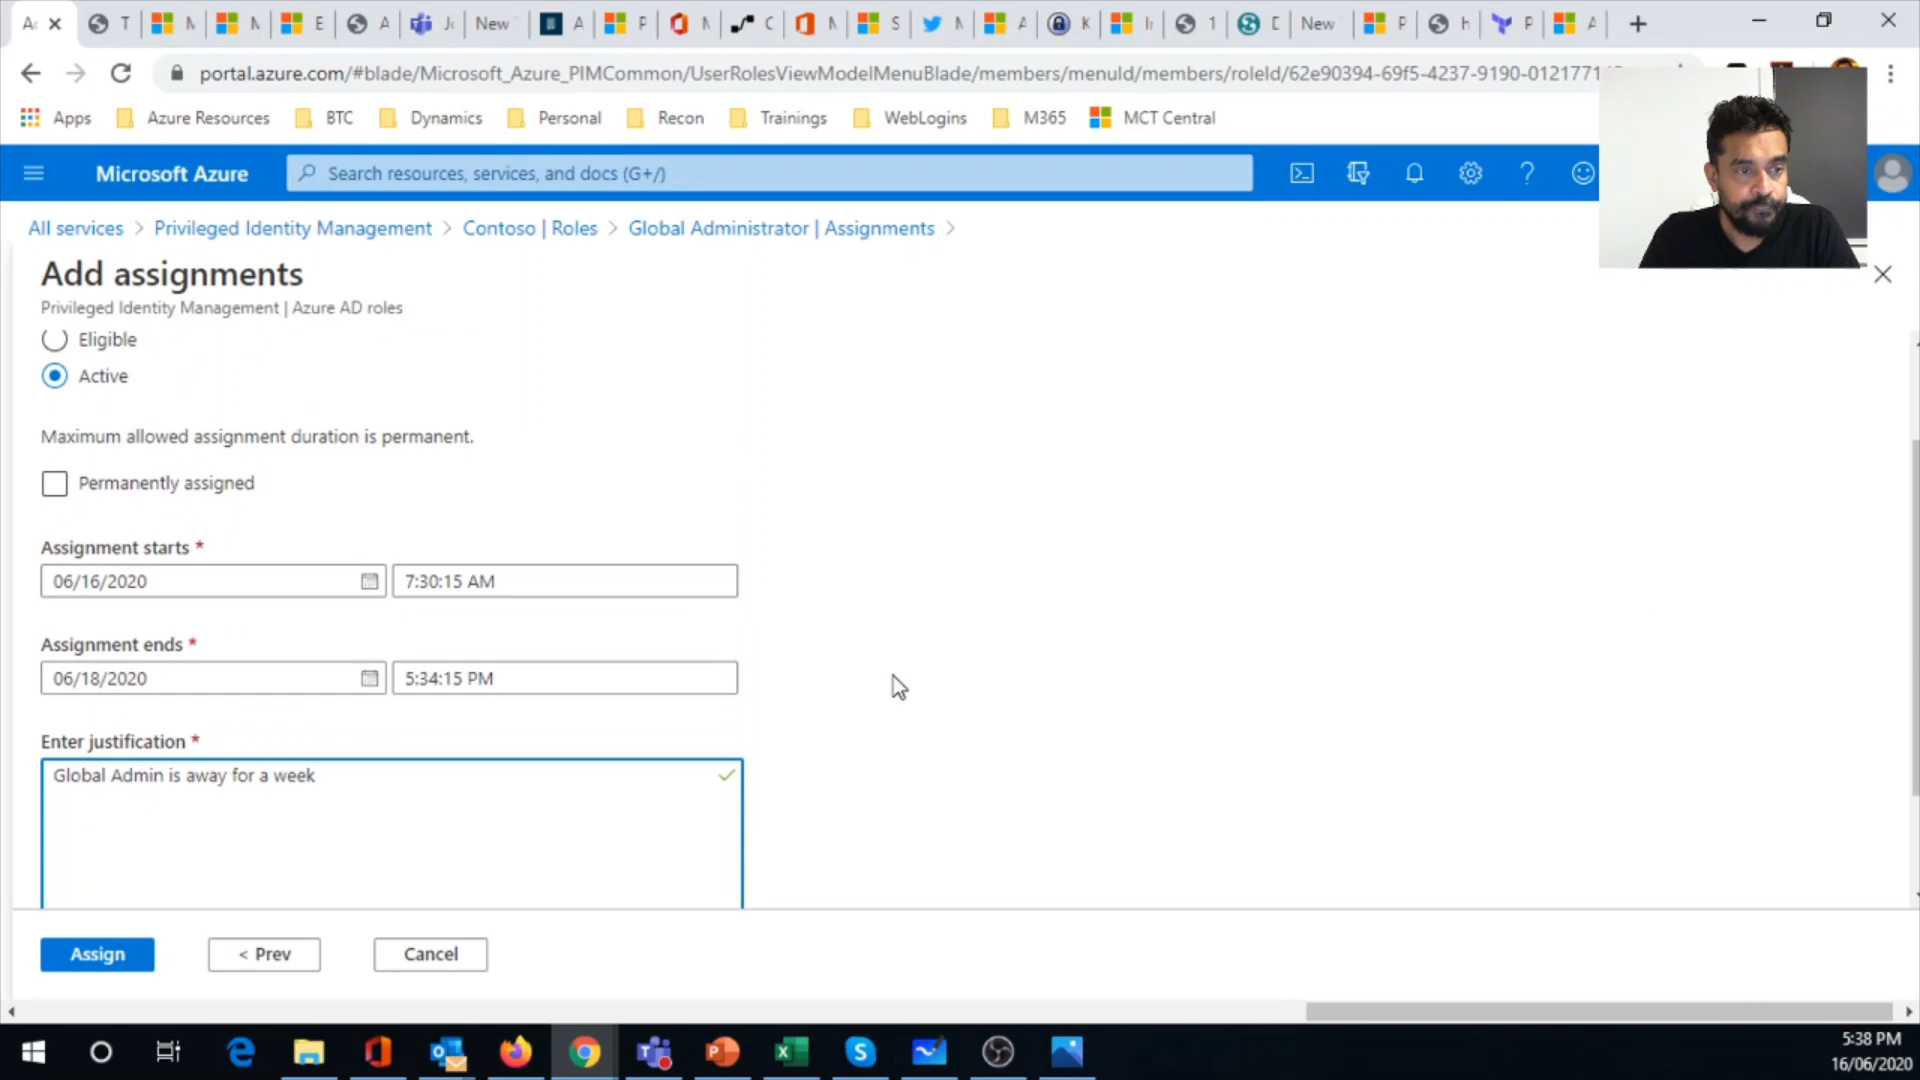 New
New
portal.azure.com/#blade/Microsoft_Azure_PIMCommon/UserRolesViewModelMenuBlade/members/menuId/members/roleId/62e90394-69f5-4237-9190-0121771
Apps
Azure Resources
BTC
Dynamics
Personal
Recon
Trainings
WebLogins
M365
MCT Central
Microsoft Azure
Search resources, services, and docs (G+/)
All services > Privileged Identity Management > Contoso | Roles > Global Administrator | Assignments >
Add assignments
Privileged Identity Management | Azure AD roles
Eligible
Active
Maximum allowed assignment duration is permanent.
Permanently assigned
Assignment starts *
06/16/2020 7:30:15 AM
Assignment ends *
06/18/2020 5:34:15 PM
Enter justification *
Global Admin is away for a week
Assign
< Prev
Cancel
5:38 PM
16/06/2020